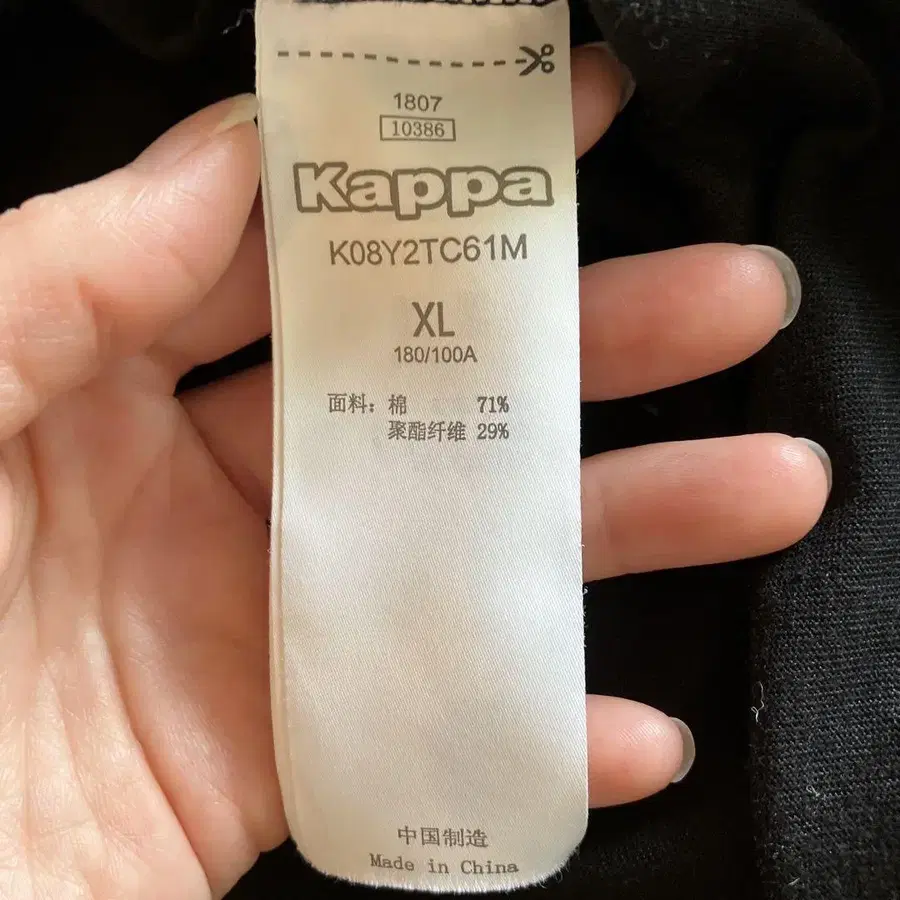 1807
10386
Kappa
K08Y2TC61M
XL
180/100A
面料：棉 71%
聚酯纤维 29%
中国制造
Made in China